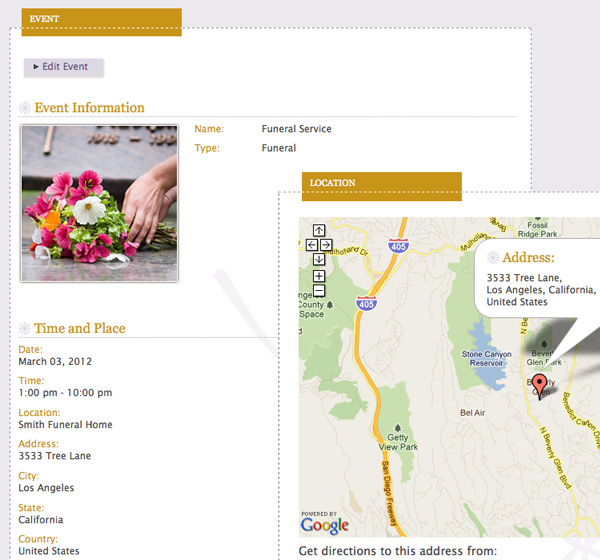 EVENT
Edit Event
Event Information
Name: Funeral Service
Type: Funeral
Time and Place
Date:
March 03, 2012
Time:
1:00 pm - 10:00 pm
Location:
Smith Funeral Home
Address:
3533 Tree Lane
City:
Los Angeles
State:
California
Country:
United States
LOCATION
Fossil
Ridge Park
405
405
Mulholland Dr
Mulholla
County
Space
Address:
3533 Tree Lane,
Los Angeles, California,
United States
Stone Canyon
Reservoir
Beverly
Glen Park
Beverly
Glen
N Beverly Glen Blvd
Benedict Canyon
Bel Air
Getty
View Park
San Diego Freeway
POWERED BY
Google
Get directions to this address from: